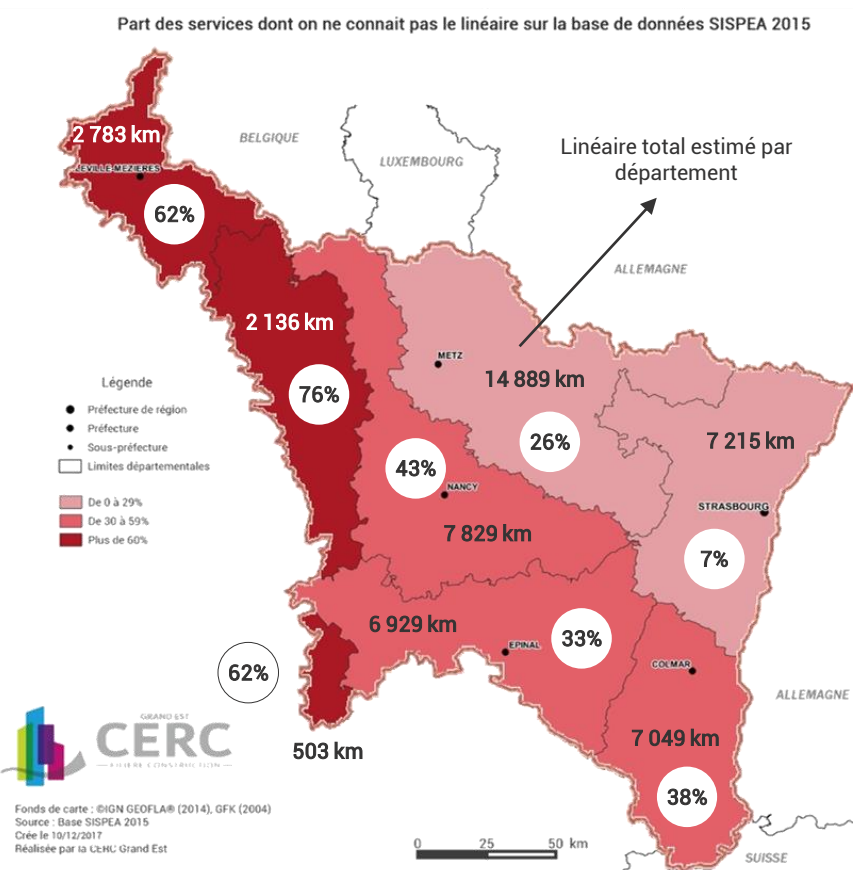 Part des services dont on ne connait pas le linéaire sur la base de données SISPEA 2015
BELGIQUE
LUXEMBOURG
Linéaire total estimé par
département
ALLEMAGNE
2 783 km
LEVILLE-MEZIERES
62%
2 136 km
76%
METZ
14 889 km
26%
7 215 km
STRASBOURG
7%
43%
NANCY
7 829 km
Légende
Préfecture de région
Préfecture
Sous-préfecture
Limites départementales
De 0 à 29%
De 30 à 59%
Plus de 60%
6 929 km
EPINAL
33%
62%
503 km
COLMAR
7 049 km
38%
ALLEMAGNE
SUISSE
GRAND EST
CERC
FILIERE CONSTRUCTION
Fonds de carte : ©IGN GEOFLA® (2014), GFK (2004)
Source : Base SISPEA 2015
Crée le 10/12/2017
Réalisée par la CERC Grand Est
0 25 50 km